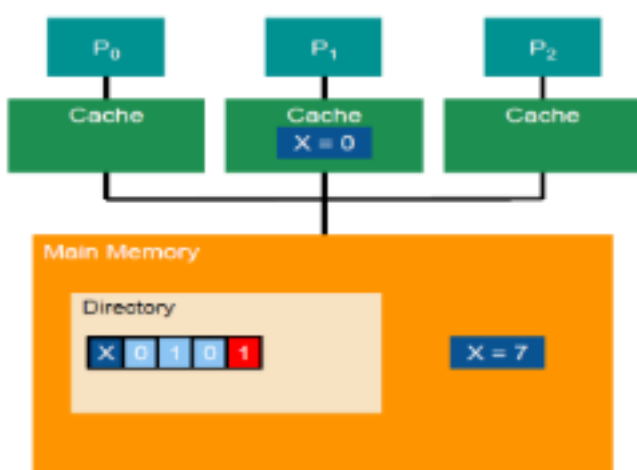 P₀ P₁ P₂
Cache Cache Cache
X = 0
Main Memory
Directory
X 0 1 0 1
X = 7